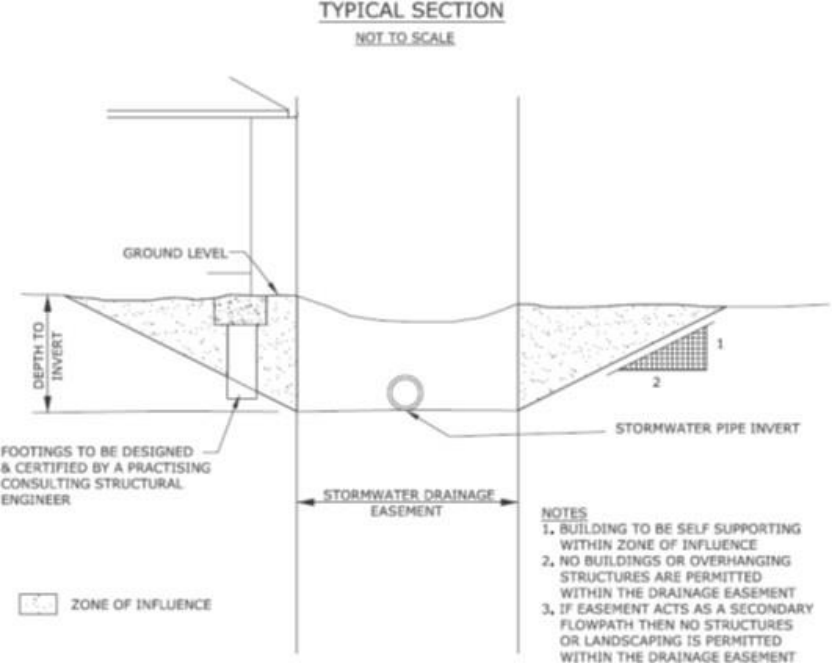 TYPICAL SECTION
NOT TO SCALE
GROUND LEVEL
DEPTH TO
INVERT
1
2
STORMWATER PIPE INVERT
FOOTINGS TO BE DESIGNED
& CERTIFIED BY A PRACTISING
CONSULTING STRUCTURAL
ENGINEER
STORMWATER DRAINAGE
EASEMENT
ZONE OF INFLUENCE
NOTES
1. BUILDING TO BE SELF SUPPORTING
WITHIN ZONE OF INFLUENCE
2. NO BUILDINGS OR OVERHANGING
STRUCTURES ARE PERMITTED
WITHIN THE DRAINAGE EASEMENT
3. IF EASEMENT ACTS AS A SECONDARY
FLOWPATH THEN NO STRUCTURES
OR LANDSCAPING IS PERMITTED
WITHIN THE DRAINAGE EASEMENT